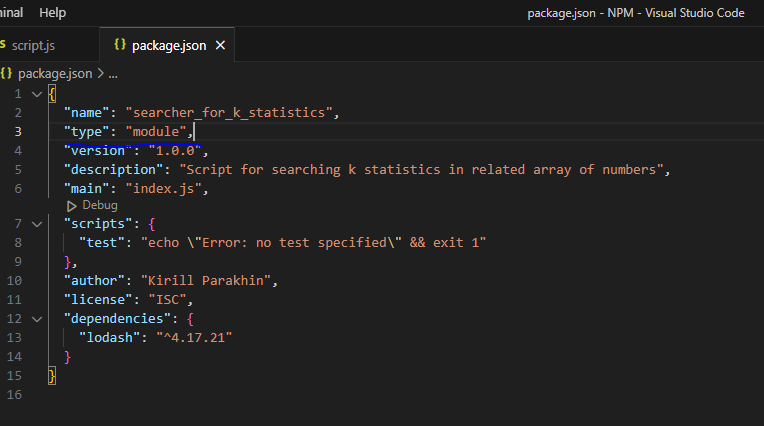 minal Help package.json - NPM - Visual Studio Code
S script.js {} package.json ×
{} package.json > ...
1 {
2 "name": "searcher_for_k_statistics",
3 "type": "module",
4 "version": "1.0.0",
5 "description": "Script for searching k statistics in related array of numbers",
6 "main": "index.js",
Debug
7 "scripts": {
8 "test": "echo \"Error: no test specified\" && exit 1"
9 },
10 "author": "Kirill Parakhin",
11 "license": "ISC",
12 "dependencies": {
13 "lodash": "^4.17.21"
14 }
15 }
16